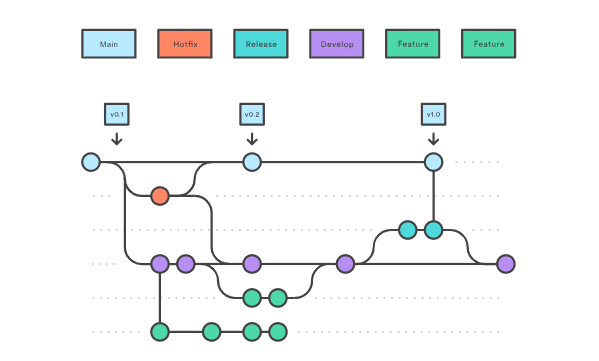 Main
Hotfix
Release
Develop
Feature
Feature
v0.1
v0.2
v1.0